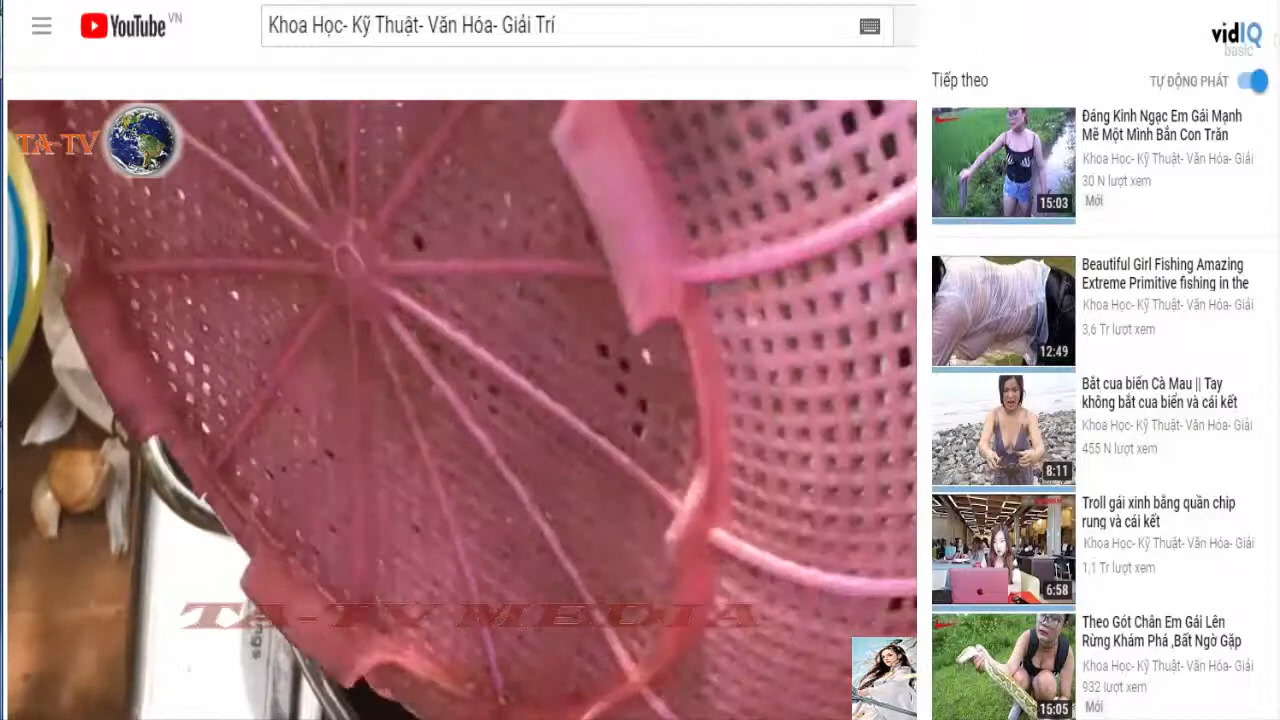 YouTube VN
Khoa Học- Kỹ Thuật- Văn Hóa- Giải Trí
vidIQ
basic
Tiếp theo
TỰ ĐỘNG PHÁT
TA-TV
Đáng Kinh Ngạc Em Gái Mạnh
Mẽ Một Mình Bắn Con Trăn
Khoa Học- Kỹ Thuật- Văn Hóa- Giải
30 N lượt xem
Mới
15:03
Beautiful Girl Fishing Amazing
Extreme Primitive fishing in the
Khoa Học- Kỹ Thuật- Văn Hóa- Giải
3,6 Tr lượt xem
12:49
Bắt cua biển Cà Mau || Tay
không bắt cua biển và cái kết
Khoa Học- Kỹ Thuật- Văn Hóa- Giải
455 N lượt xem
8:11
Troll gái xinh bằng quần chip
rung và cái kết
Khoa Học- Kỹ Thuật- Văn Hóa- Giải
1,1 Tr lượt xem
6:58
Theo Gót Chân Em Gái Lên
Rừng Khám Phá ,Bất Ngờ Gặp
Khoa Học- Kỹ Thuật- Văn Hóa- Giải
932 lượt xem
Mới
15:05
TA-TV MEDIA